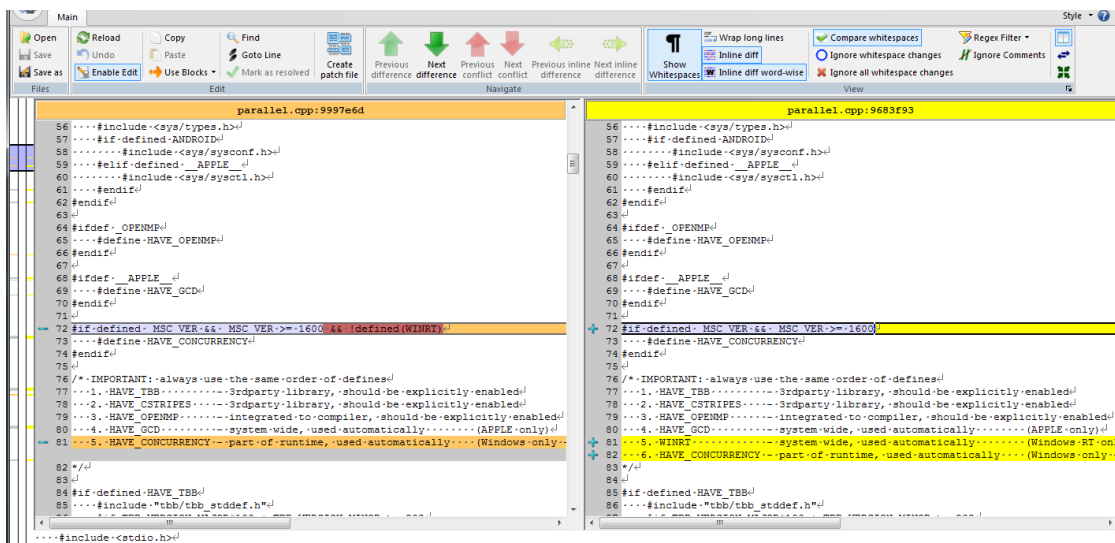 Main
Style
Open
Save
Save as
Files
Reload
Undo
Enable Edit
Copy
Paste
Use Blocks
Find
Goto Line
Mark as resolved
Create patch file
Edit
Previous difference
Next difference
Previous conflict
Next conflict
Previous inline difference
Next inline difference
Navigate
Show Whitespaces
Wrap long lines
Inline diff
Inline diff word-wise
Compare whitespaces
Ignore whitespace changes
Ignore all whitespace changes
Regex Filter
Ignore Comments
View
parallel.cpp:9997e6d
56 ····#include·<sys/types.h>
57 ····#if·defined·ANDROID
58 ········#include·<sys/sysconf.h>
59 ····#elif·defined·__APPLE__
60 ········#include·<sys/sysctl.h>
61 ····#endif
62 #endif
63
64 #ifdef·_OPENMP
65 ····#define·HAVE_OPENMP
66 #endif
67
68 #ifdef·__APPLE__
69 ····#define·HAVE_GCD
70 #endif
71
72 #if·defined·_MSC_VER·&&·_MSC_VER·>=·1600·&&·!defined(WINRT)
73 ····#define·HAVE_CONCURRENCY
74 #endif
75
76 /*·IMPORTANT:·always·use·the·same·order·of·defines
77 ···1.·HAVE_TBB·········-·3rdparty·library,·should·be·explicitly·enabled
78 ···2.·HAVE_CSTRIPES····-·3rdparty·library,·should·be·explicitly·enabled
79 ···3.·HAVE_OPENMP······-·integrated·to·compiler,·should·be·explicitly·enabled
80 ···4.·HAVE_GCD·········-·system·wide,·used·automatically········(APPLE·only)
81 ···5.·HAVE_CONCURRENCY·-·part·of·runtime,·used·automatically····(Windows·only·
82 */
83
84 #if·defined·HAVE_TBB
85 ····#include·"tbb/tbb_stddef.h"
parallel.cpp:9683f93
56 ····#include·<sys/types.h>
57 ····#if·defined·ANDROID
58 ········#include·<sys/sysconf.h>
59 ····#elif·defined·__APPLE__
60 ········#include·<sys/sysctl.h>
61 ····#endif
62 #endif
63
64 #ifdef·_OPENMP
65 ····#define·HAVE_OPENMP
66 #endif
67
68 #ifdef·__APPLE__
69 ····#define·HAVE_GCD
70 #endif
71
72 #if·defined·_MSC_VER·&&·_MSC_VER·>=·1600
73 ····#define·HAVE_CONCURRENCY
74 #endif
75
76 /*·IMPORTANT:·always·use·the·same·order·of·defines
77 ···1.·HAVE_TBB·········-·3rdparty·library,·should·be·explicitly·enabled
78 ···2.·HAVE_CSTRIPES····-·3rdparty·library,·should·be·explicitly·enabled
79 ···3.·HAVE_OPENMP······-·integrated·to·compiler,·should·be·explicitly·enabled
80 ···4.·HAVE_GCD·········-·system·wide,·used·automatically········(APPLE·only)
81 ···5.·WINRT············-·system·wide,·used·automatically········(Windows·RT·onl
82 ···6.·HAVE_CONCURRENCY·-·part·of·runtime,·used·automatically····(Windows·only·
83 */
84
85 #if·defined·HAVE_TBB
86 ····#include·"tbb/tbb_stddef.h"
····#include·<stdio.h>